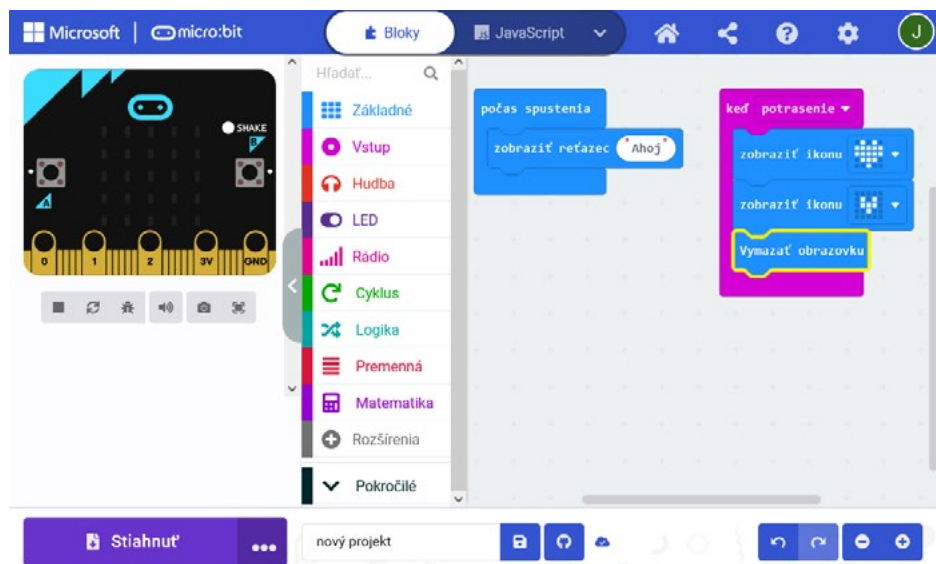 Microsoft
micro:bit
Bloky
JavaScript
J
SHAKE
B
A
0
1
2
3V
GND
Hľadať...
Základné
Vstup
Hudba
LED
Rádio
Cyklus
Logika
Premenná
Matematika
Rozšírenia
Pokročilé
počas spustenia
zobraziť reťazec "Ahoj"
keď potrasenie
zobraziť ikonu
zobraziť ikonu
Vymazať obrazovku
Stiahnuť
nový projekt